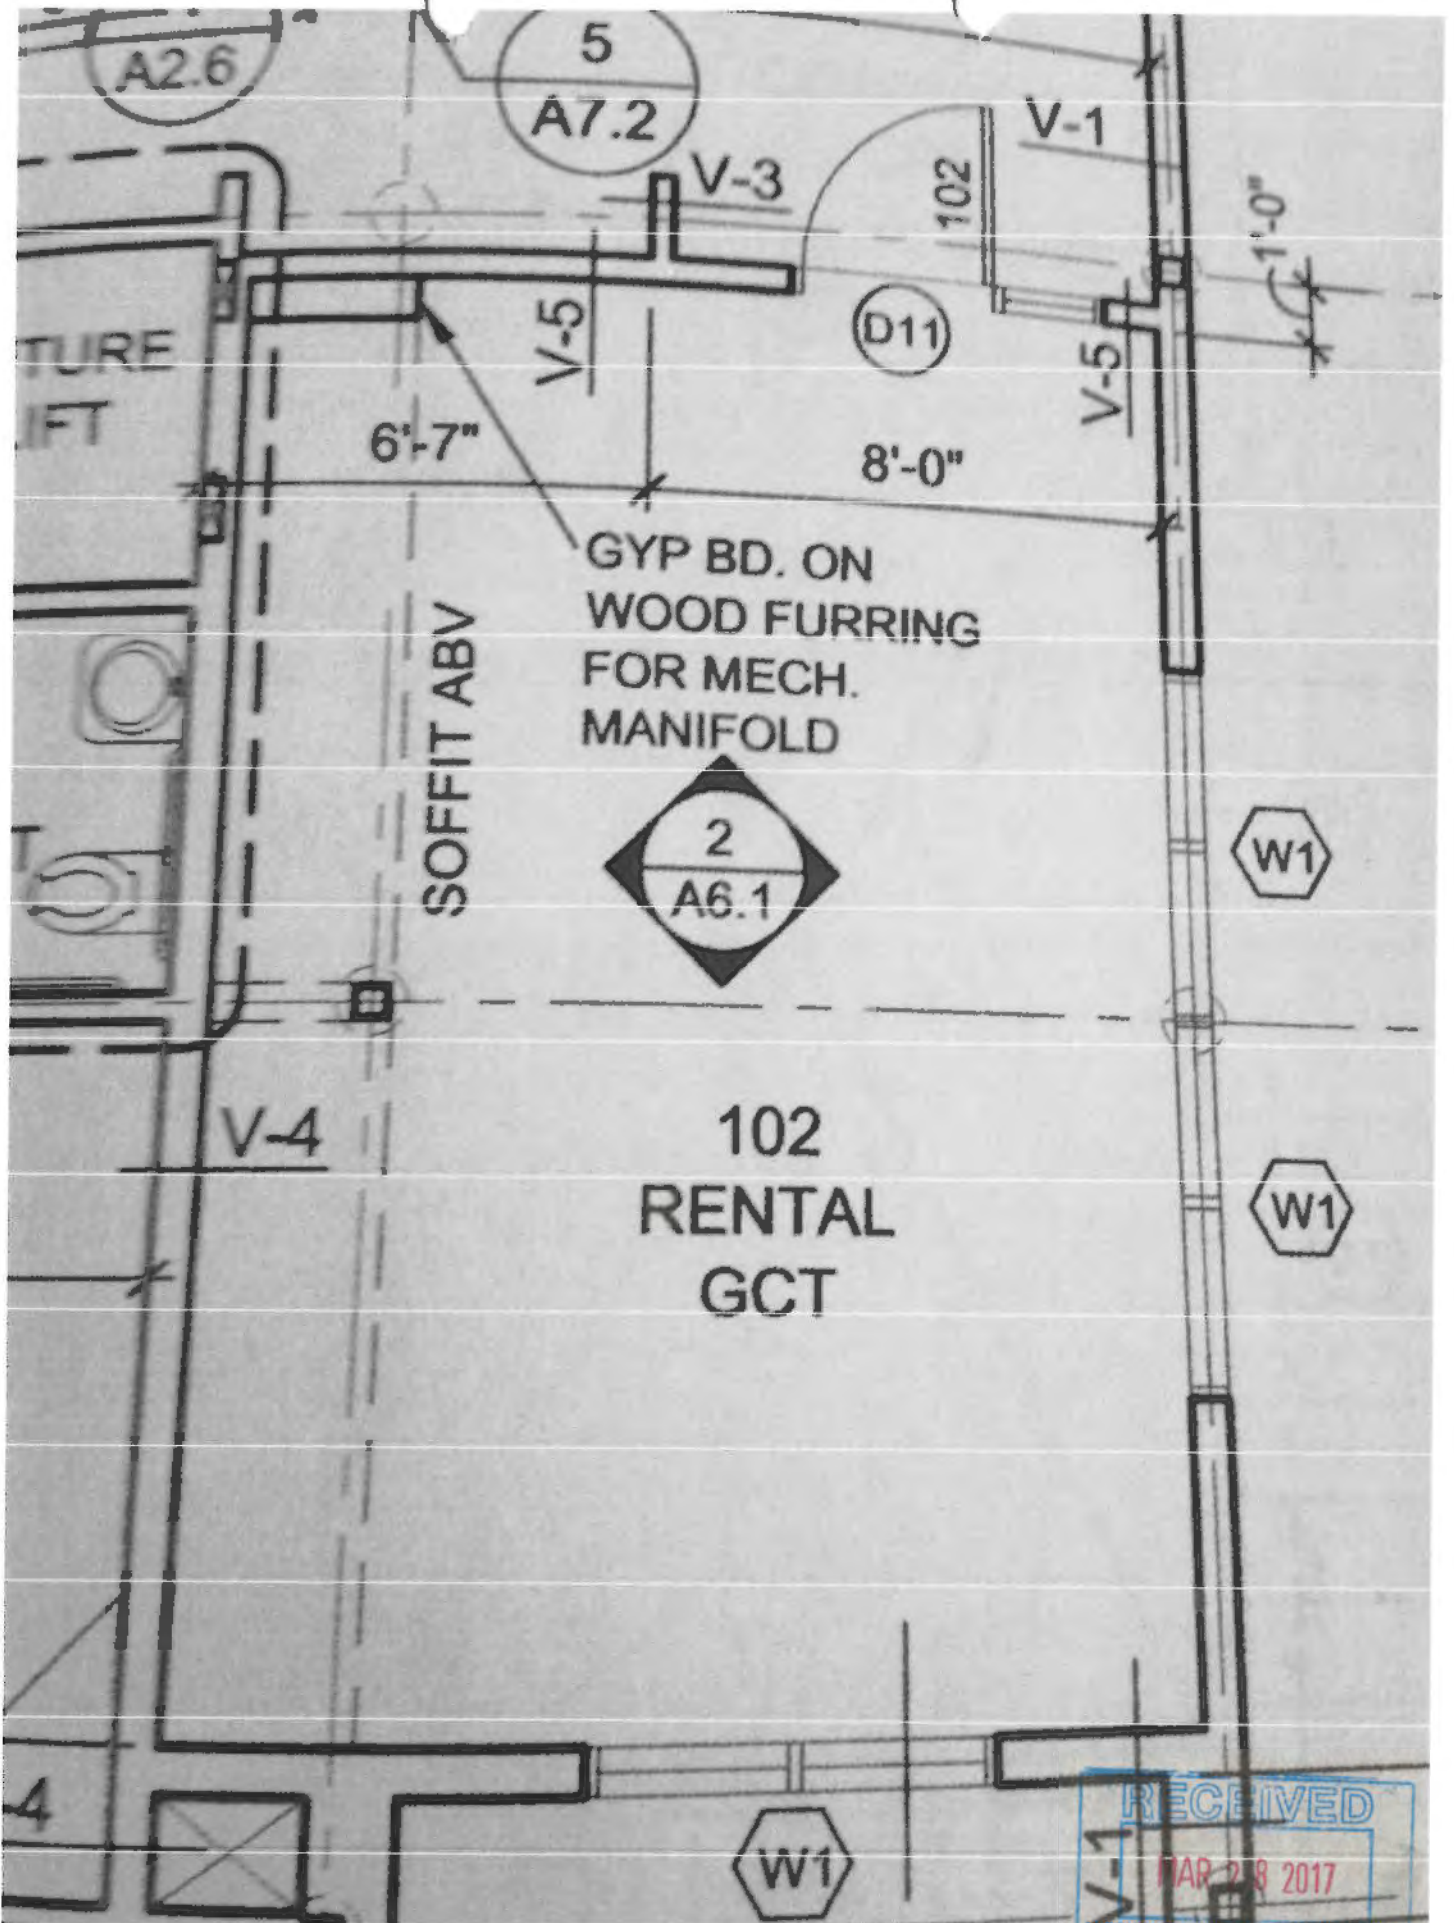 A2.6
5
A7.2
V-3
V-1
102
1'-0"
V-5
D11
V-5
TURE
IFT
6'-7"
8'-0"
GYP BD. ON
WOOD FURRING
FOR MECH.
MANIFOLD
SOFFIT ABV
2
A6.1
W1
V-4
102
RENTAL
GCT
W1
-4
W1
V-1
RECEIVED
MAR 28 2017